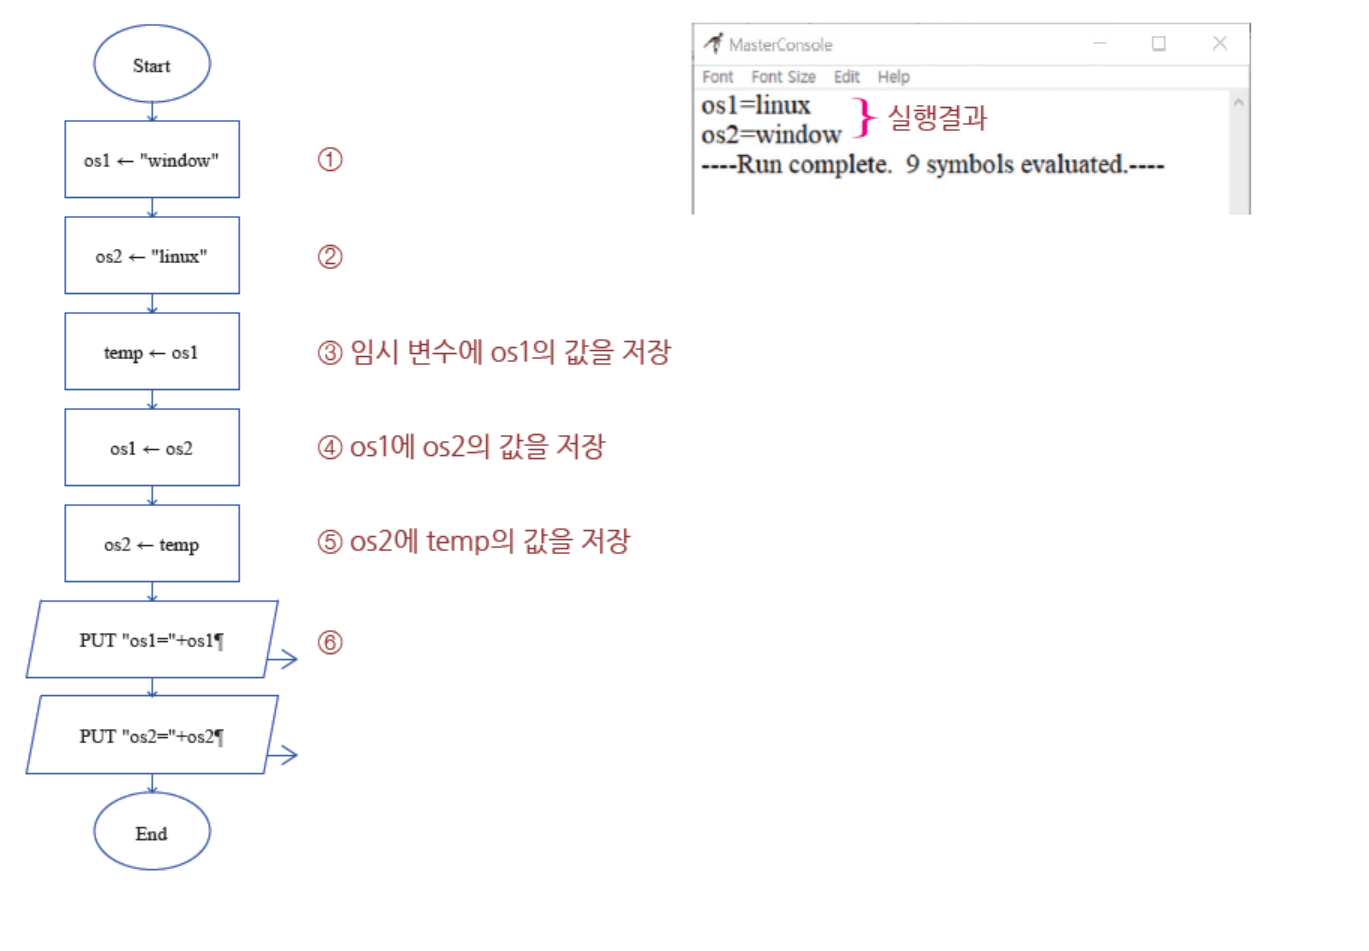 Start
os1 ← "window"
①
os2 ← "linux"
②
temp ← os1
③ 임시 변수에 os1의 값을 저장
os1 ← os2
④ os1에 os2의 값을 저장
os2 ← temp
⑤ os2에 temp의 값을 저장
PUT "os1="+os1¶
⑥
PUT "os2="+os2¶
End
MasterConsole
Font Font Size Edit Help
os1=linux
os2=window
실행결과
----Run complete. 9 symbols evaluated.----